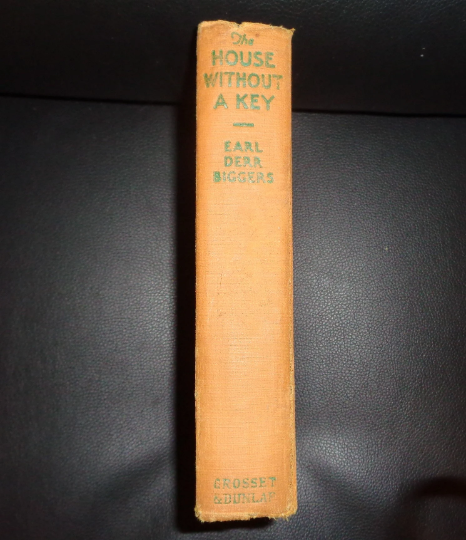 The
HOUSE
WITHOUT
A KEY
EARL
DERR
BIGGERS
GROSSET
& DUNLAP